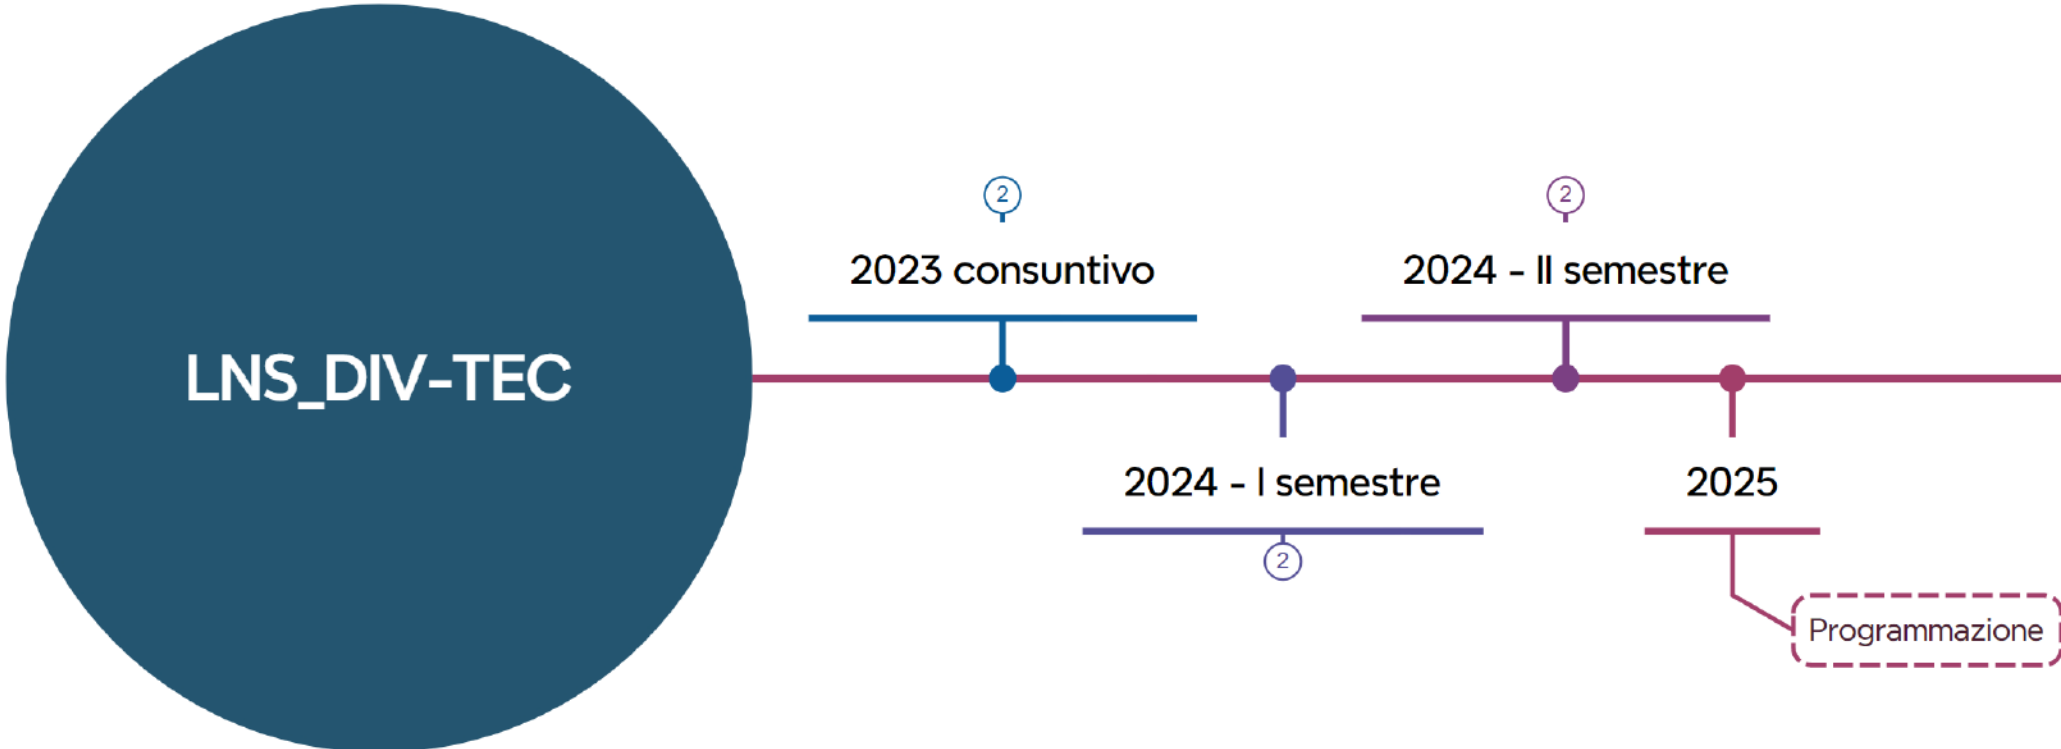 LNS_DIV-TEC
2
2023 consuntivo
2024 - I semestre
2
2
2024 - II semestre
2025
Programmazione